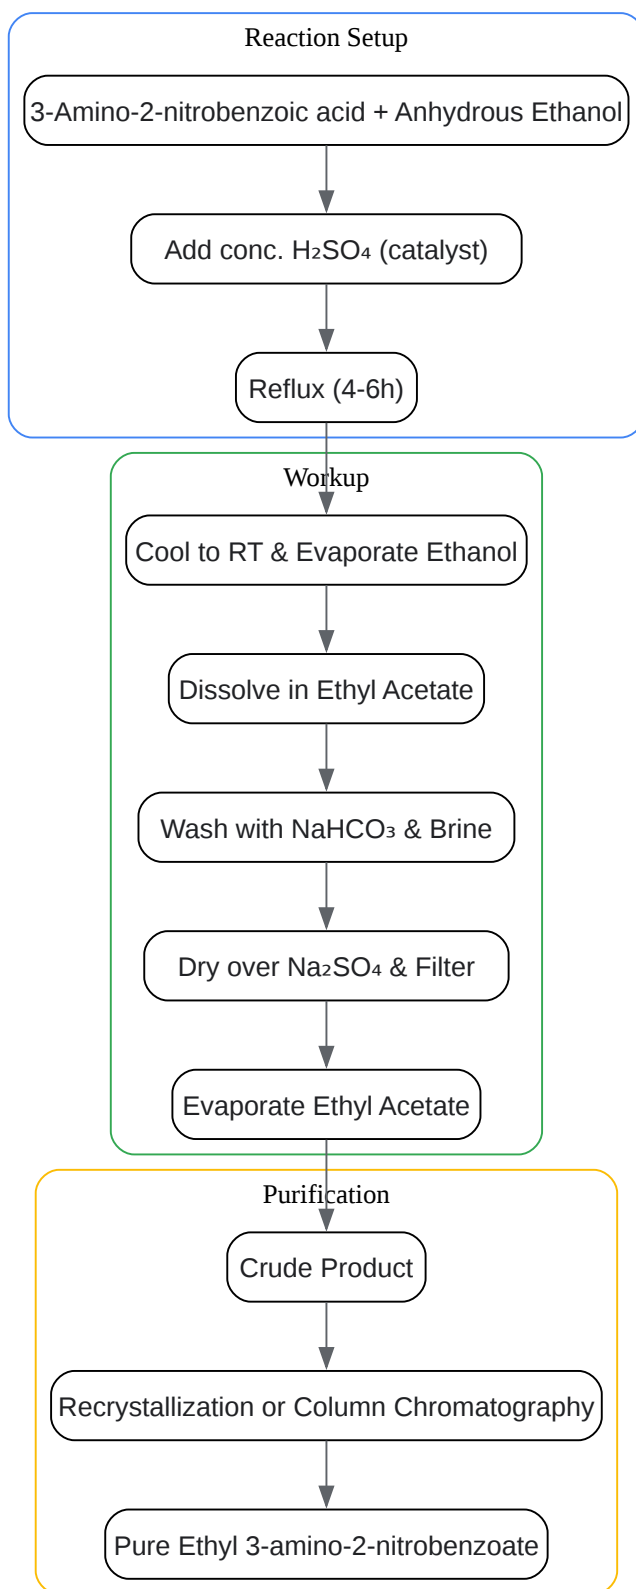 Reaction Setup
3-Amino-2-nitrobenzoic acid + Anhydrous Ethanol
Add conc. H₂SO₄ (catalyst)
Reflux (4-6h)
Workup
Cool to RT & Evaporate Ethanol
Dissolve in Ethyl Acetate
Wash with NaHCO₃ & Brine
Dry over Na₂SO₄ & Filter
Evaporate Ethyl Acetate
Purification
Crude Product
Recrystallization or Column Chromatography
Pure Ethyl 3-amino-2-nitrobenzoate